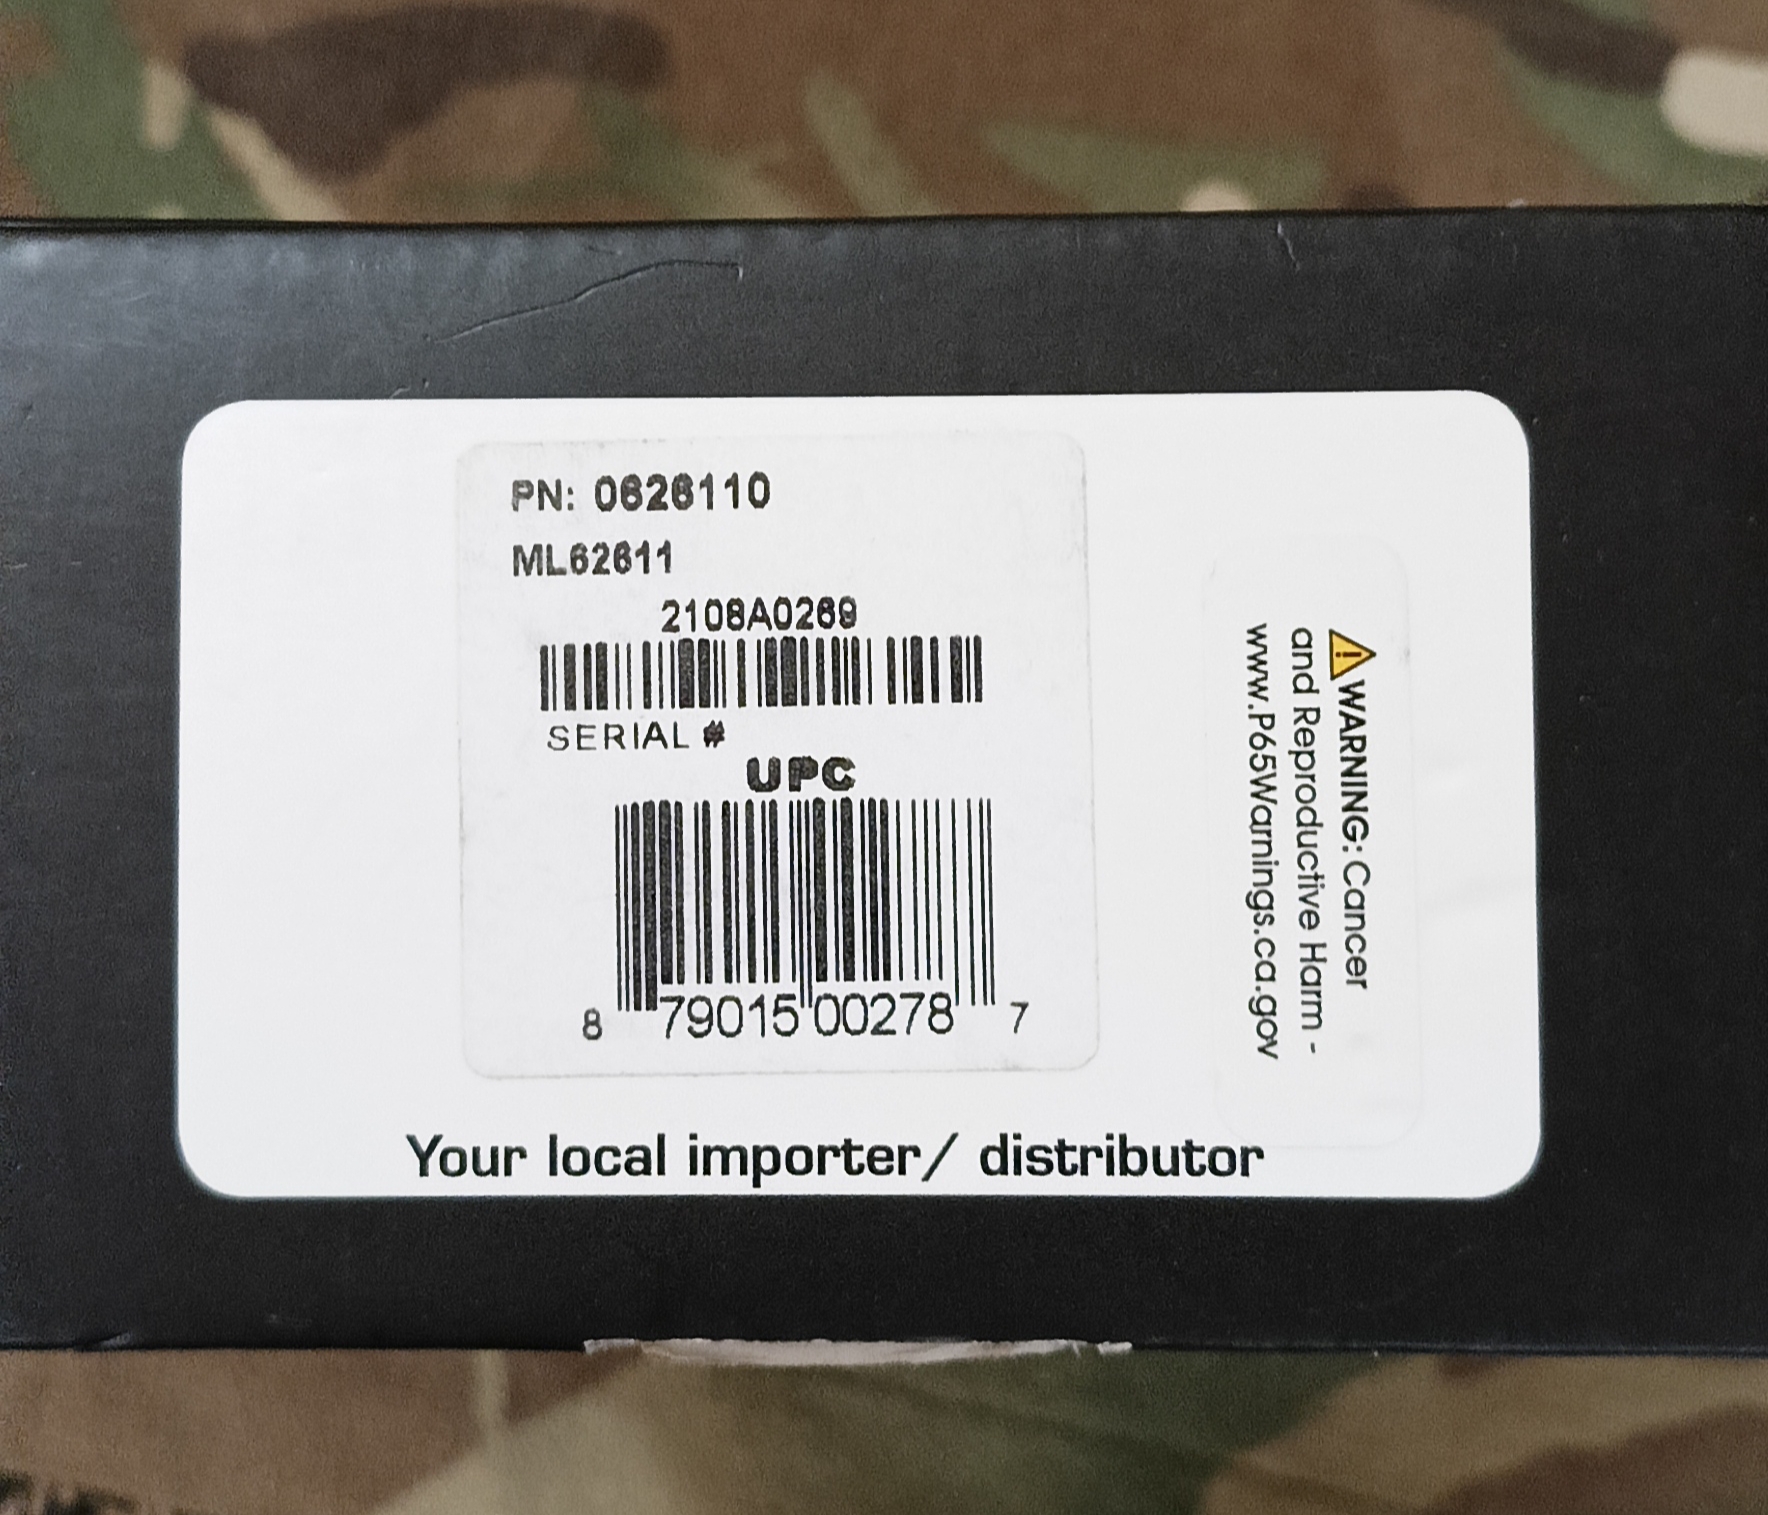 PN: 0626110
ML62611
2108A0269
SERIAL #
UPC
8 79015 00278 7
⚠WARNING: Cancer
and Reproductive Harm -
www.P65Warnings.ca.gov
Your local importer/ distributor